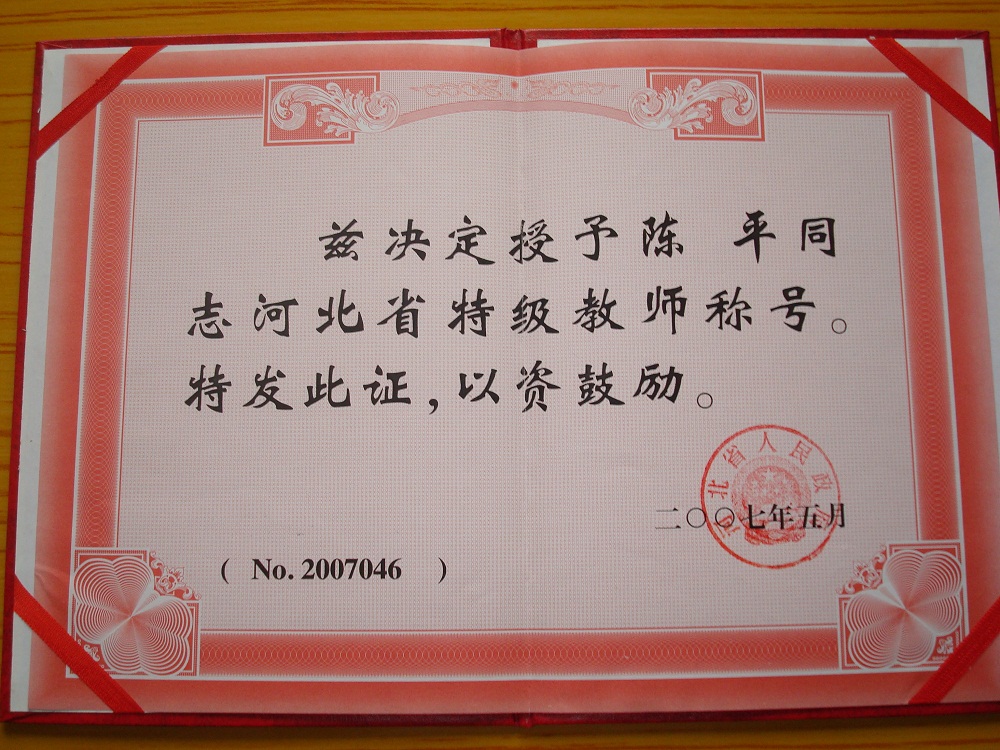 兹决定授予陈 平同
志河北省特级教师称号。
特发此证,以资鼓励。
河北省人民政府
二〇〇七年五月
( No. 2007046 )